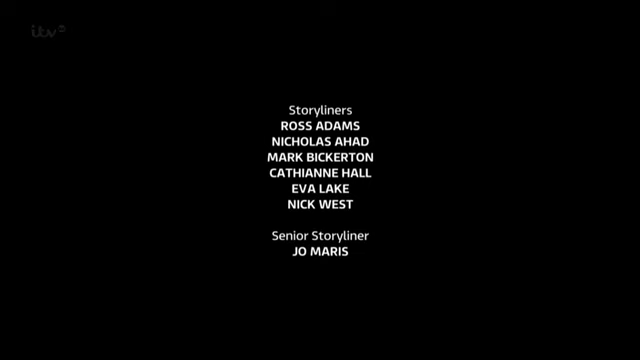 itv
Storyliners
ROSS ADAMS
NICHOLAS AHAD
MARK BICKERTON
CATHIANNE HALL
EVA LAKE
NICK WEST
Senior Storyliner
JO MARIS